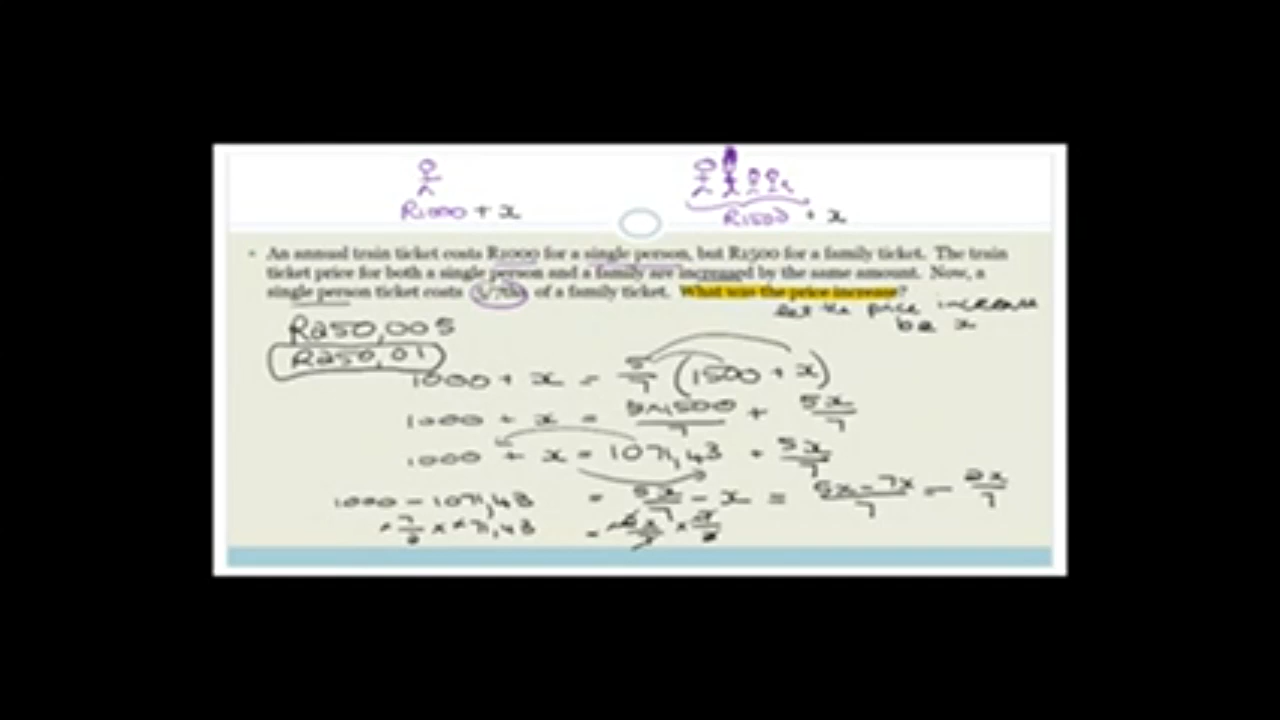 R1000 + x R1500 + x
• An annual train ticket costs R1000 for a single person, but R1500 for a family ticket. The train
ticket price for both a single person and a family are increased by the same amount. Now, a
single person ticket costs 5/7ths of a family ticket. What was the price increase?
let the price increase
be x
Ra50,005
Ra50,01
1000 + x = 5/7 (1500 + x)
1000 + x = 5×1500/7 + 5x/7
1000 + x = 1071,43 + 5x/7
1000 - 1071,43 = 5x/7 - x = 5x-7x/7 = 2x/7